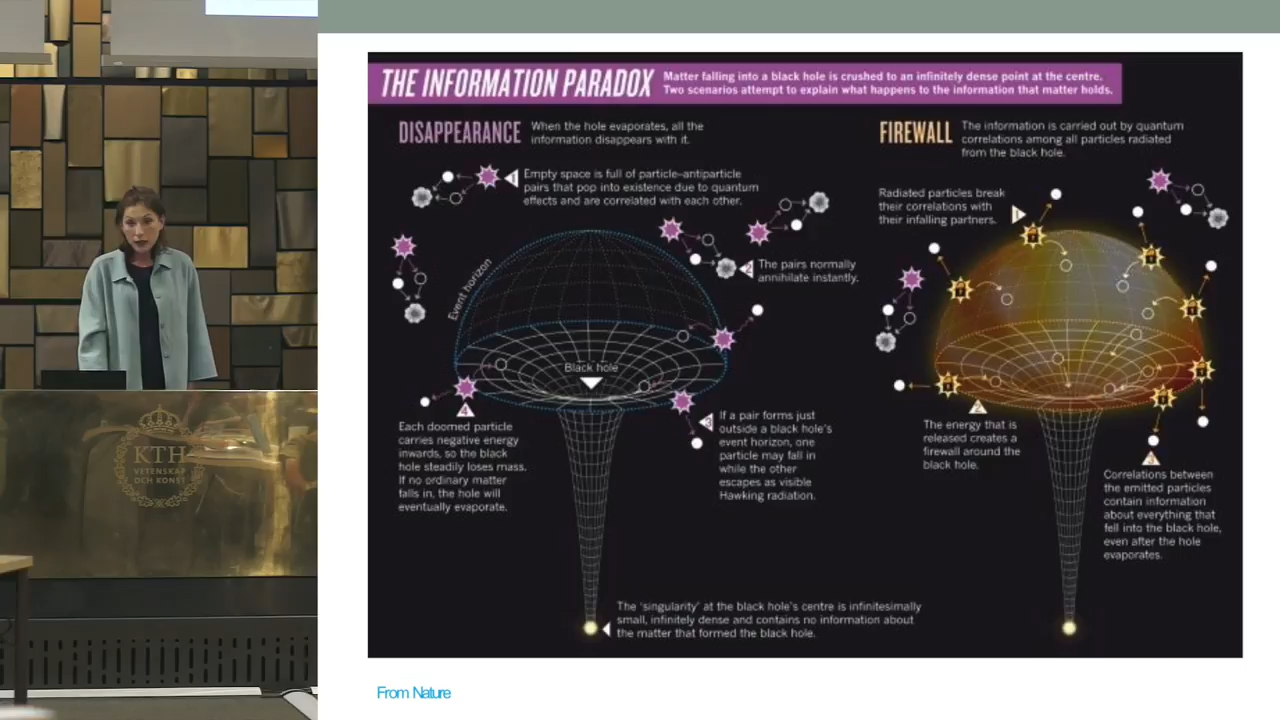 THE INFORMATION PARADOX
Matter falling into a black hole is crushed to an infinitely dense point at the centre.
Two scenarios attempt to explain what happens to the information that matter holds.
DISAPPEARANCE
When the hole evaporates, all the
information disappears with it.
1
Empty space is full of particle–antiparticle
pairs that pop into existence due to quantum
effects and are correlated with each other.
2
The pairs normally
annihilate instantly.
Event horizon
Black hole
3
If a pair forms just
outside a black hole's
event horizon, one
particle may fall in
while the other
escapes as visible
Hawking radiation.
4
Each doomed particle
carries negative energy
inwards, so the black
hole steadily loses mass.
If no ordinary matter
falls in, the hole will
eventually evaporate.
The 'singularity' at the black hole's centre is infinitesimally
small, infinitely dense and contains no information about
the matter that formed the black hole.
FIREWALL
The information is carried out by quantum
correlations among all particles radiated
from the black hole.
Radiated particles break
their correlations with
their infalling partners.
1
2
The energy that is
released creates a
firewall around the
black hole.
3
Correlations between
the emitted particles
contain information
about everything that
fell into the black hole,
even after the hole
evaporates.
From Nature
KTH
VETENSKAP
OCH KONST